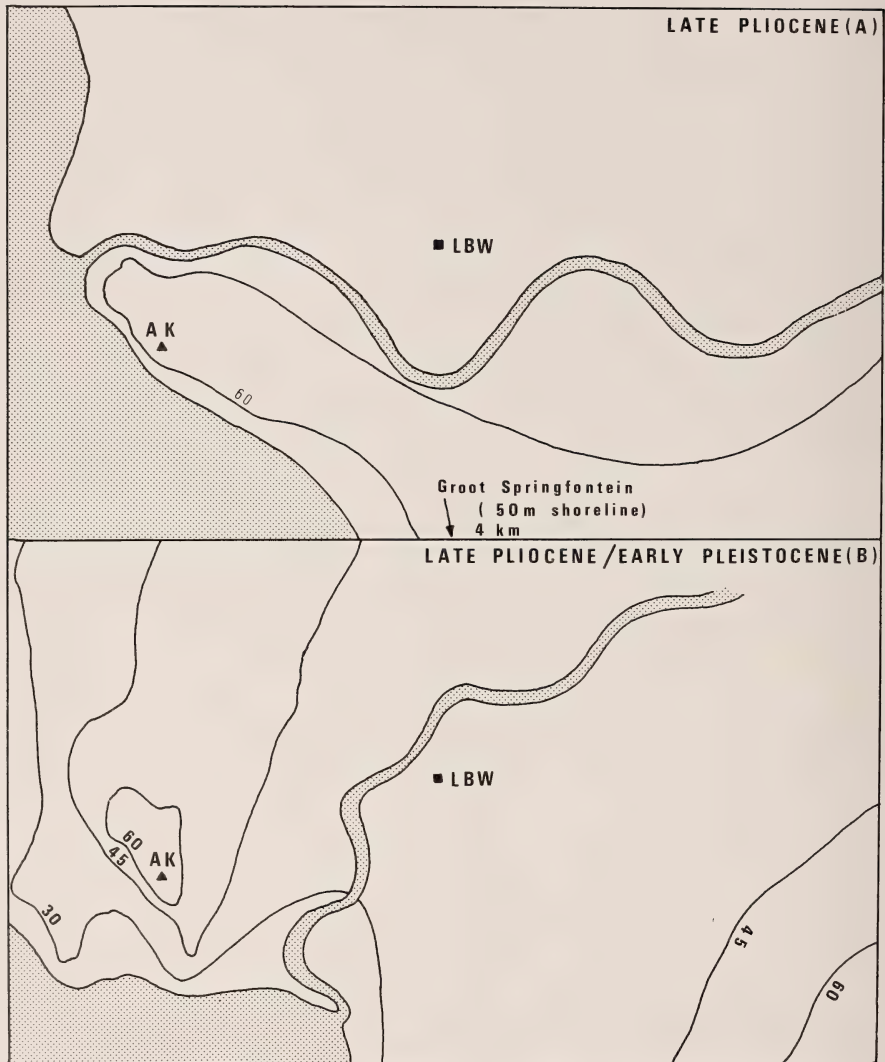 LATE PLIOCENE (A)
LBW
AK
60
Groot Springfontein
( 50m shoreline)
4 km
LATE PLIOCENE/EARLY PLEISTOCENE (B)
LBW
60
45
AK
30
45
60